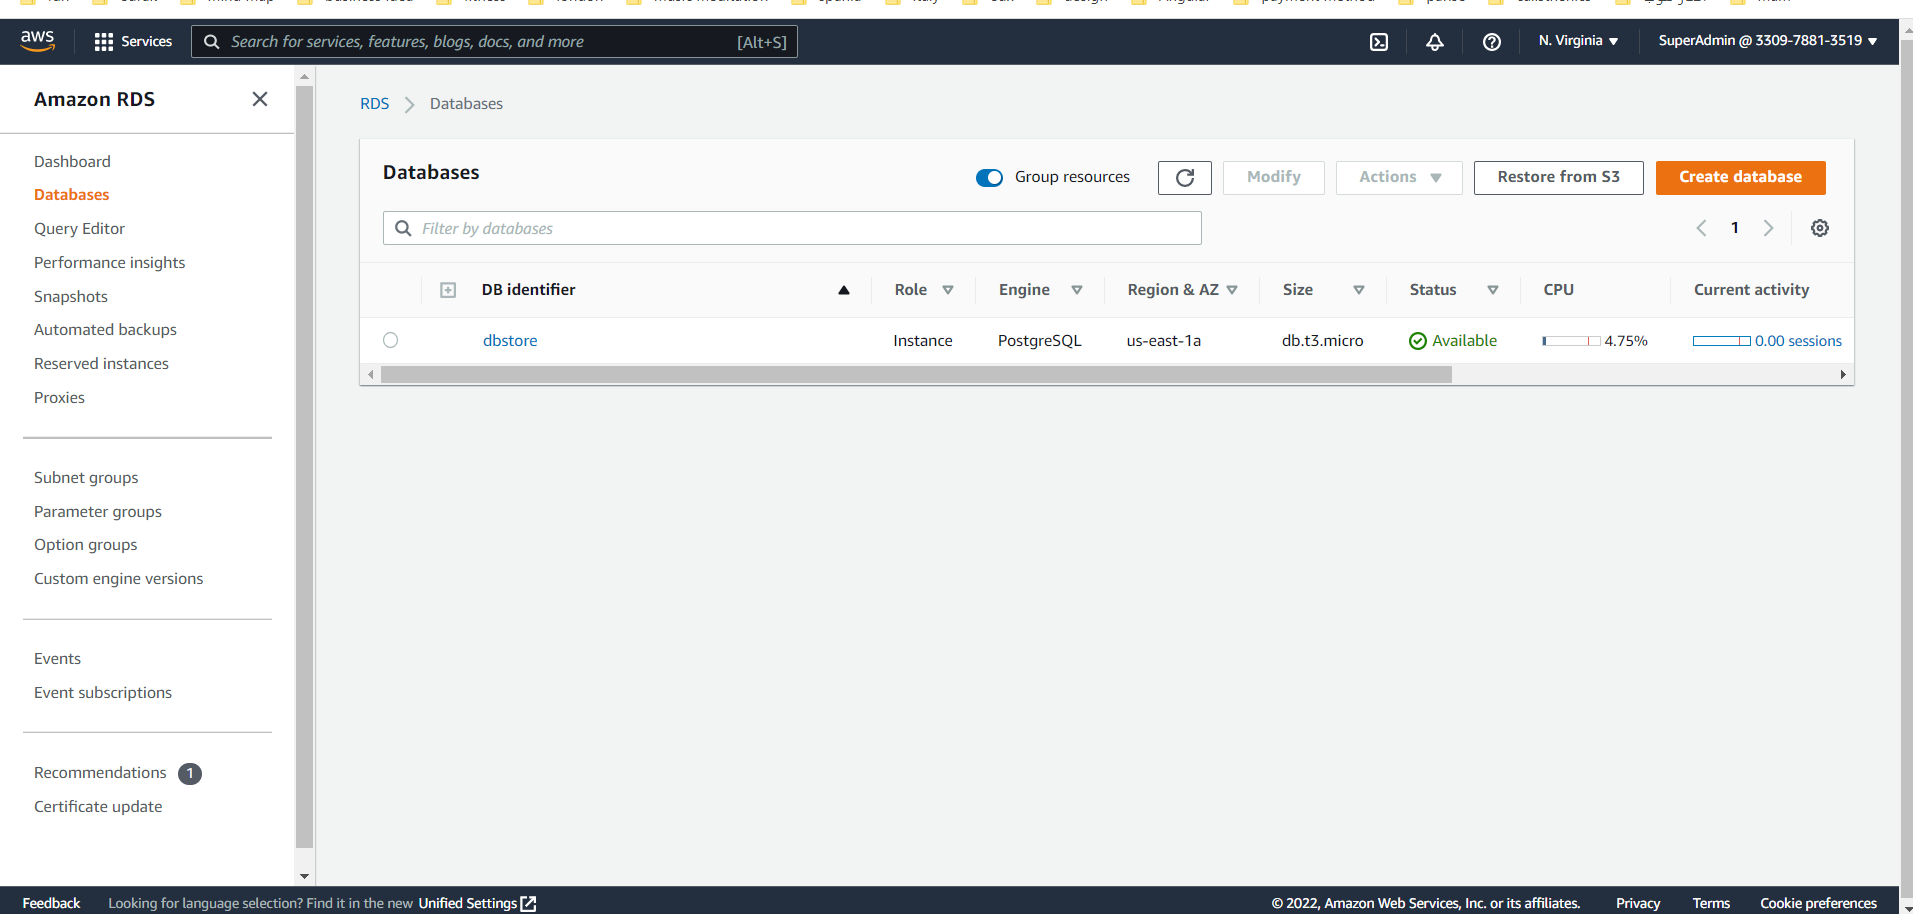 aws Services Search for services, features, blogs, docs, and more [Alt+S] N. Virginia SuperAdmin @ 3309-7881-3519
Amazon RDS
Dashboard
Databases
Query Editor
Performance insights
Snapshots
Automated backups
Reserved instances
Proxies
Subnet groups
Parameter groups
Option groups
Custom engine versions
Events
Event subscriptions
Recommendations 1
Certificate update
RDS Databases
Databases Group resources Modify Actions Restore from S3 Create database
Filter by databases 1
DB identifier Role Engine Region & AZ Size Status CPU Current activity
dbstore Instance PostgreSQL us-east-1a db.t3.micro Available 4.75% 0.00 sessions
Feedback Looking for language selection? Find it in the new Unified Settings © 2022, Amazon Web Services, Inc. or its affiliates. Privacy Terms Cookie preferences